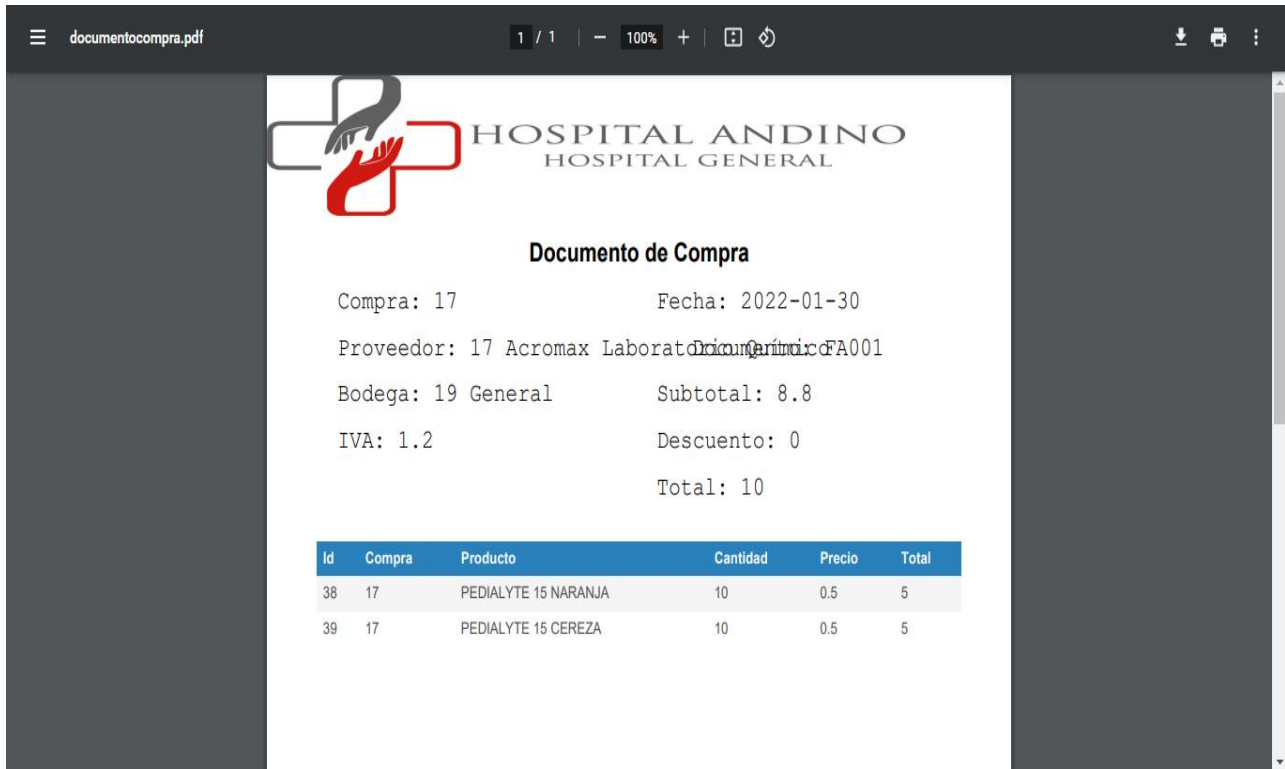 documentocompra.pdf 1 / 1 100%
HOSPITAL ANDINO
HOSPITAL GENERAL
Documento de Compra
Compra: 17 Fecha: 2022-01-30
Proveedor: 17 Acromax Laboratorio Químico Documento: FA001
Bodega: 19 General Subtotal: 8.8
IVA: 1.2 Descuento: 0
Total: 10
Id Compra Producto Cantidad Precio Total
38 17 PEDIALYTE 15 NARANJA 10 0.5 5
39 17 PEDIALYTE 15 CEREZA 10 0.5 5